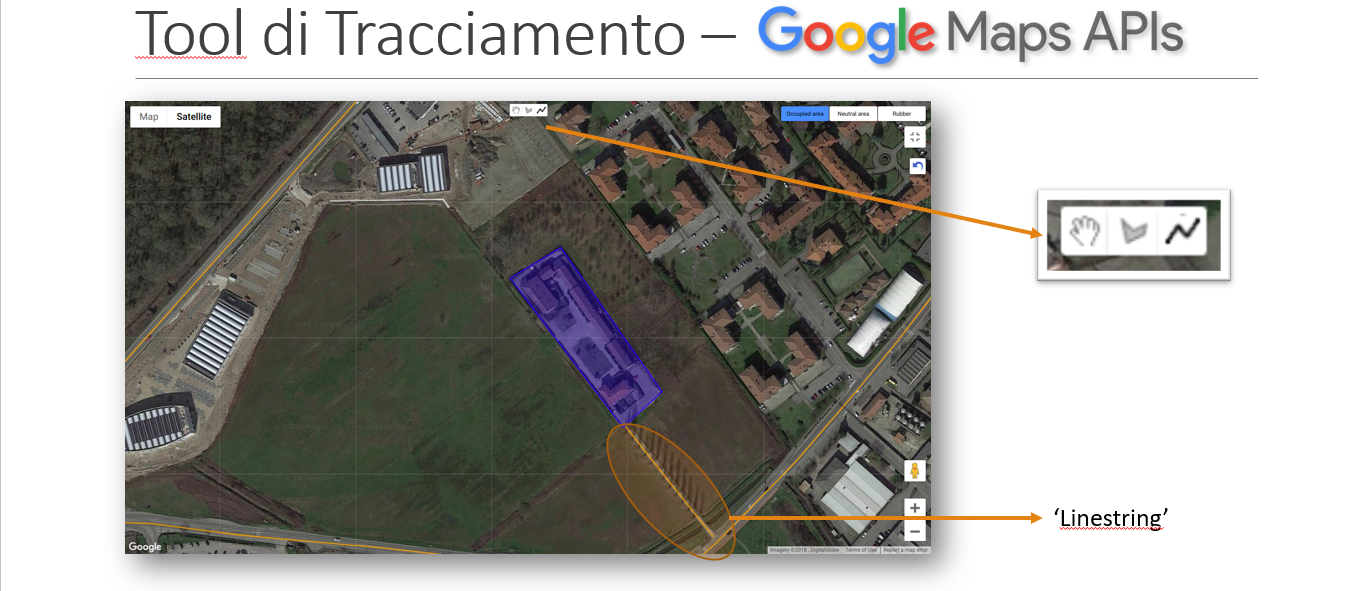 Tool di Tracciamento – Google Maps APIs
Map Satellite
Occupied area Neutral area Rubber
'Linestring'
Google
Imagery ©2018 , DigitalGlobe Terms of Use Report a map error